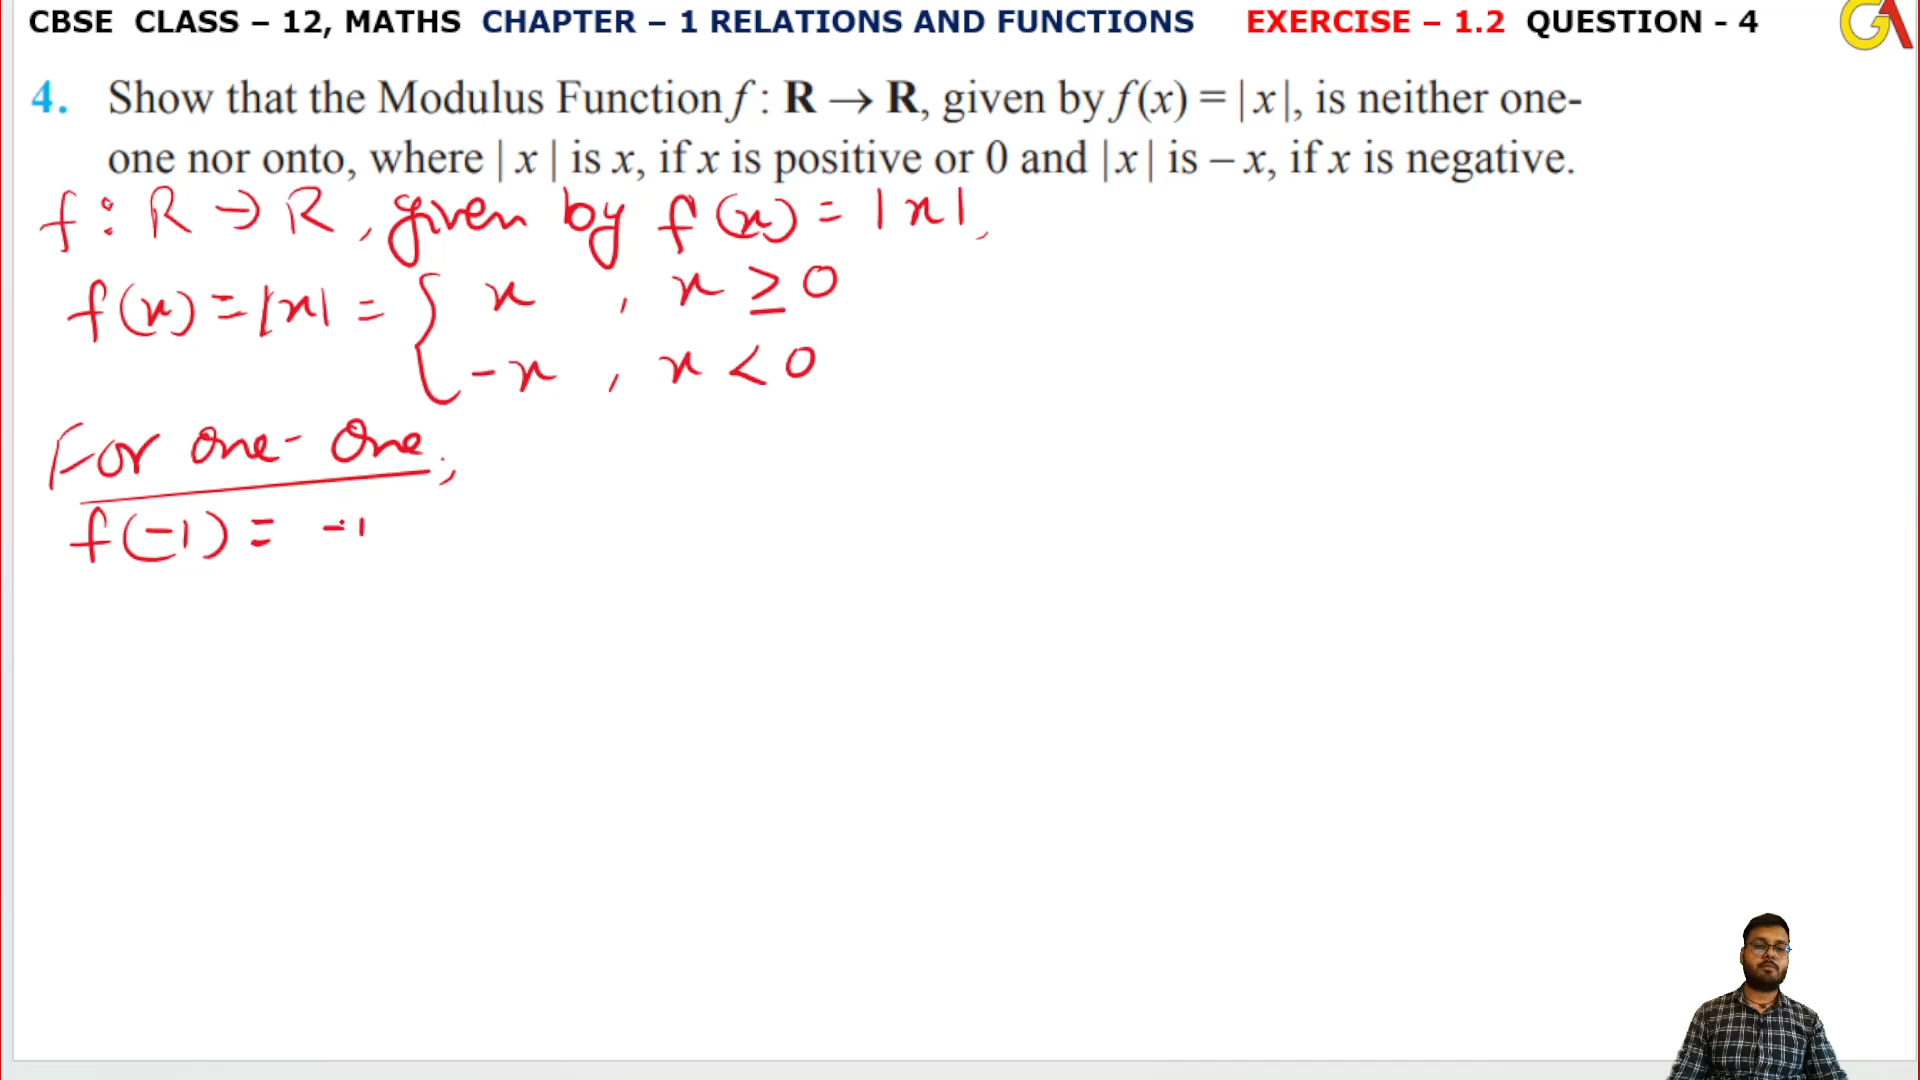 CBSE CLASS – 12, MATHS CHAPTER – 1 RELATIONS AND FUNCTIONS EXERCISE – 1.2 QUESTION - 4
GA
4. Show that the Modulus Function f : R → R, given by f(x) = |x|, is neither one-
one nor onto, where |x| is x, if x is positive or 0 and |x| is – x, if x is negative.
f : R → R, given by f(x) = |x|,
f(x) = |x| = { x , x ≥ 0
-x , x < 0
For one-One,
f(-1) = -1